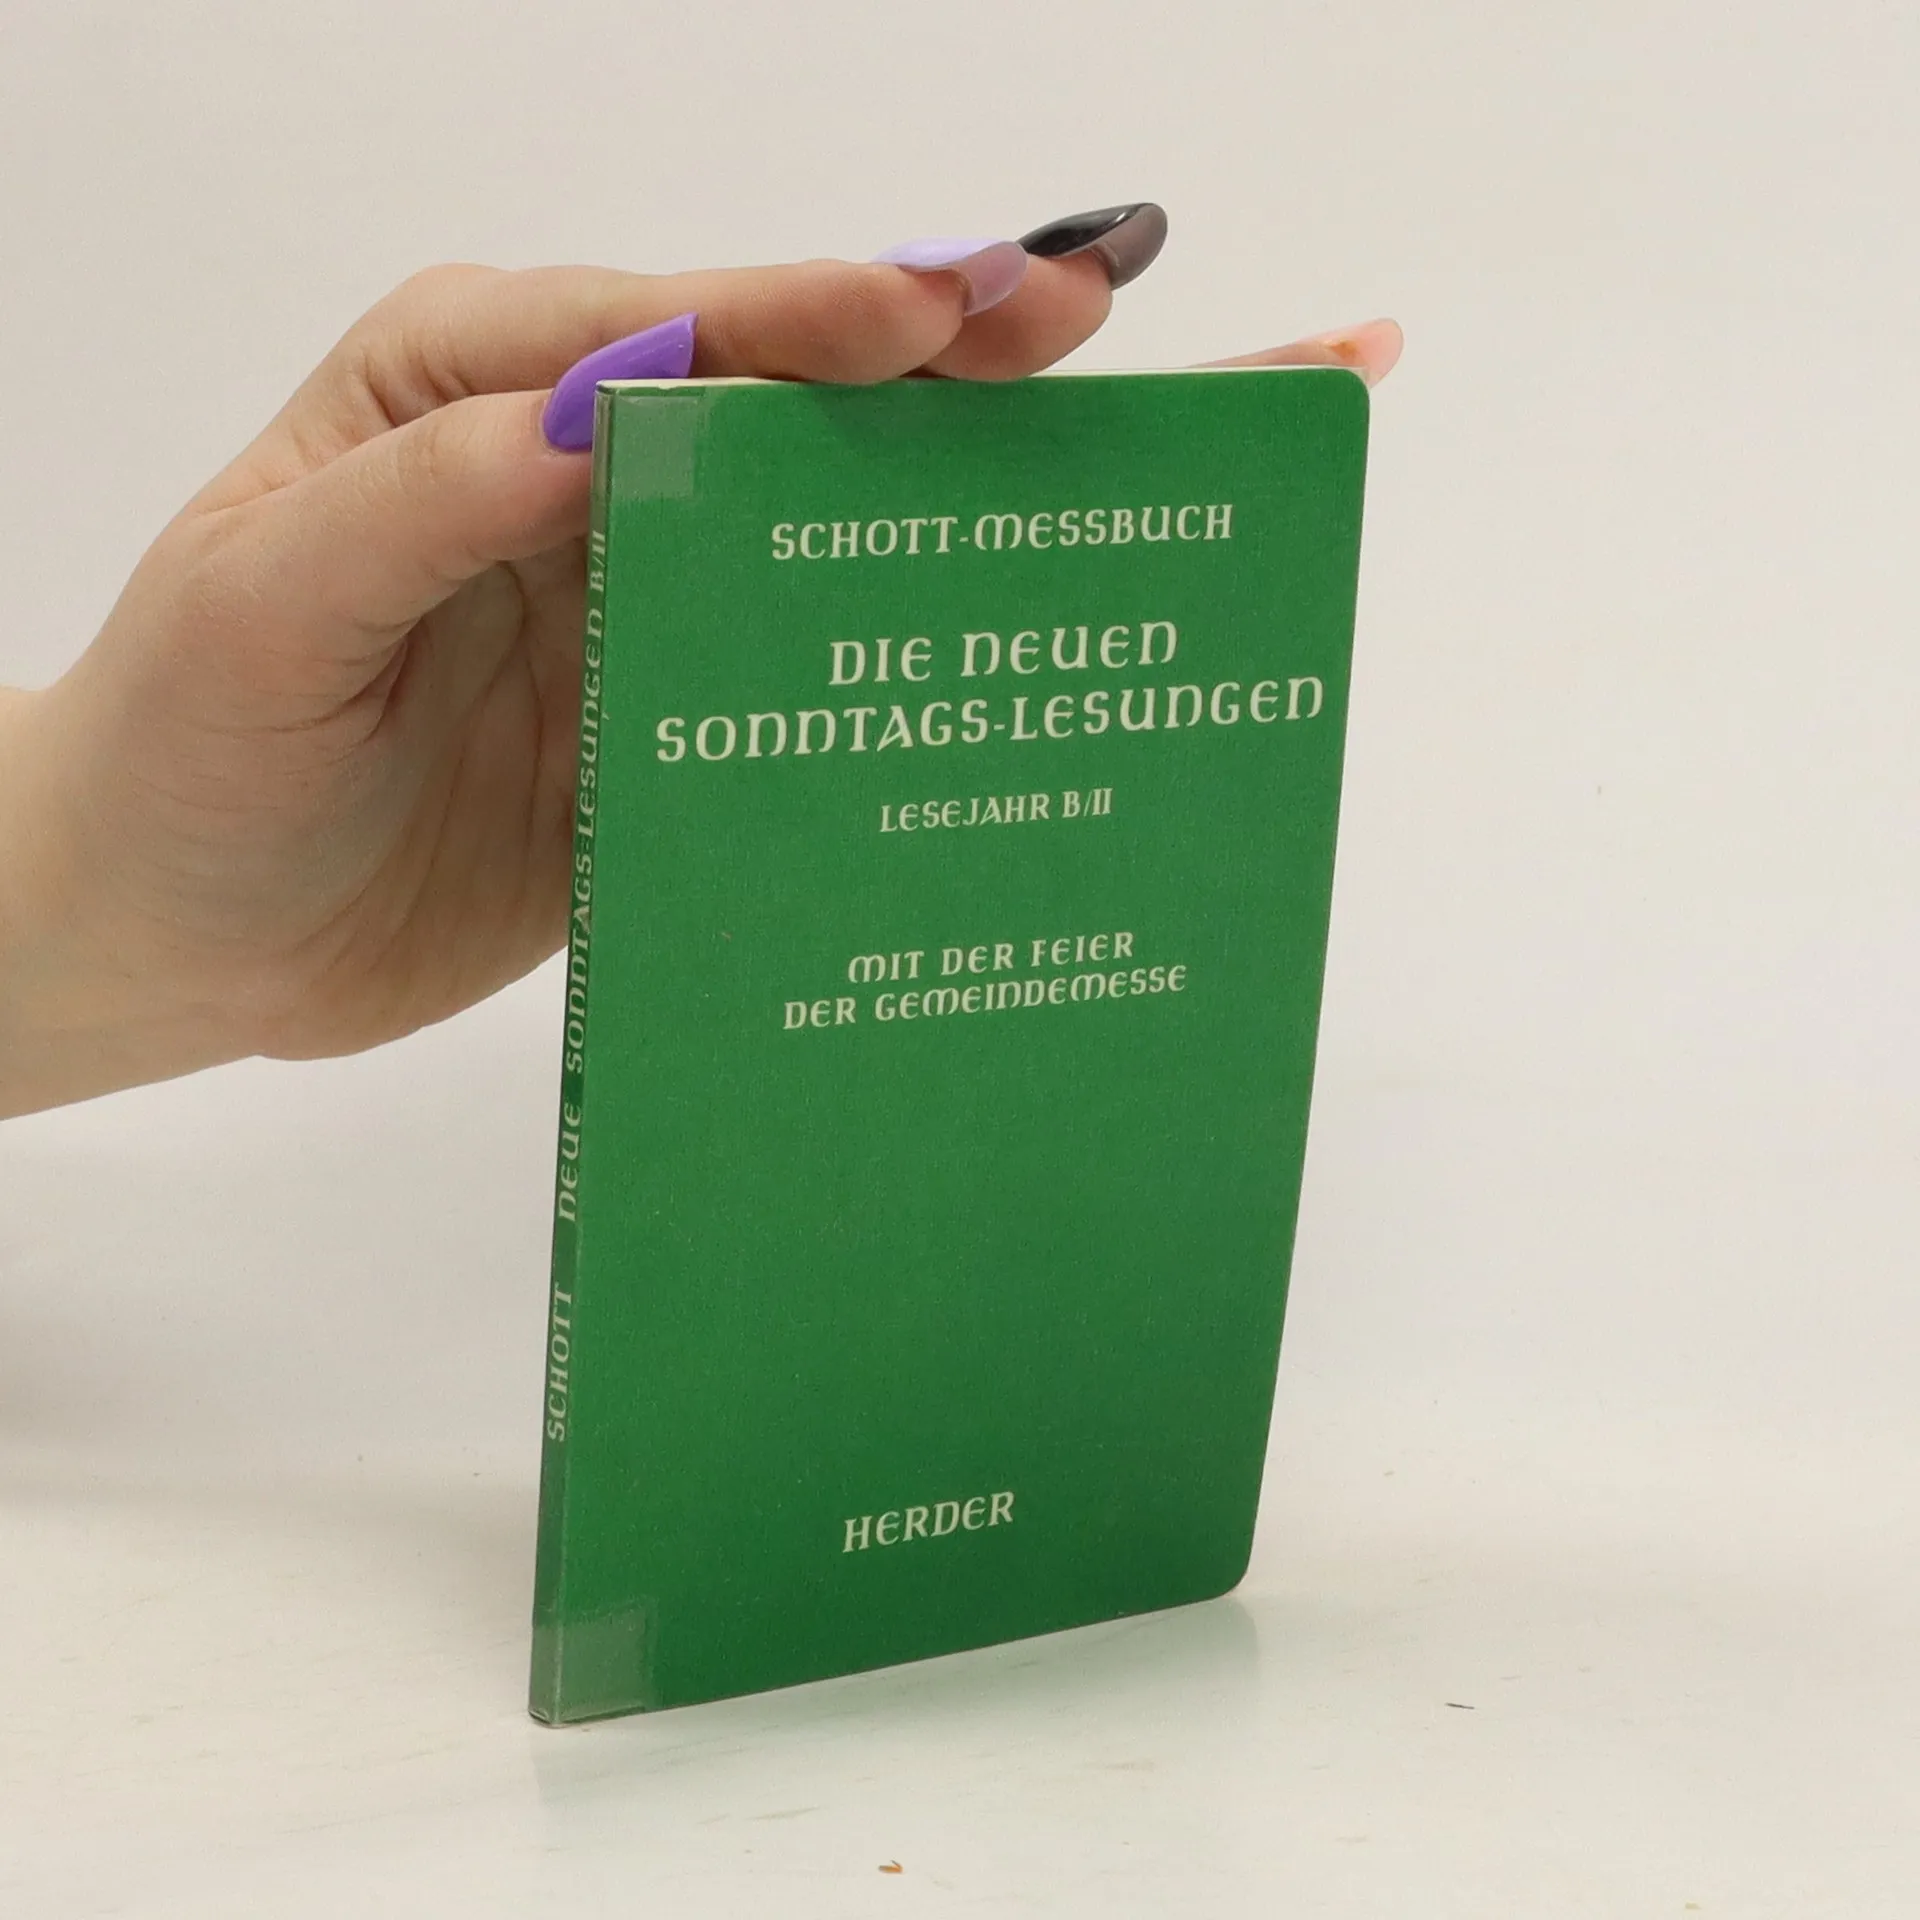 SCHOTT-MESSBUCH
DIE NEUEN
SONNTAGS-LESUNGEN
LESEJAHR B/II
MIT DER FEIER
DER GEMEINDEMESSE
HERDER
SCHOTT NEUE SONNTAGS-LESUNGEN B/II